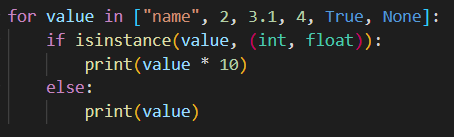 for value in ["name", 2, 3.1, 4, True, None]:
    if isinstance(value, (int, float)):
        print(value * 10)
    else:
        print(value)